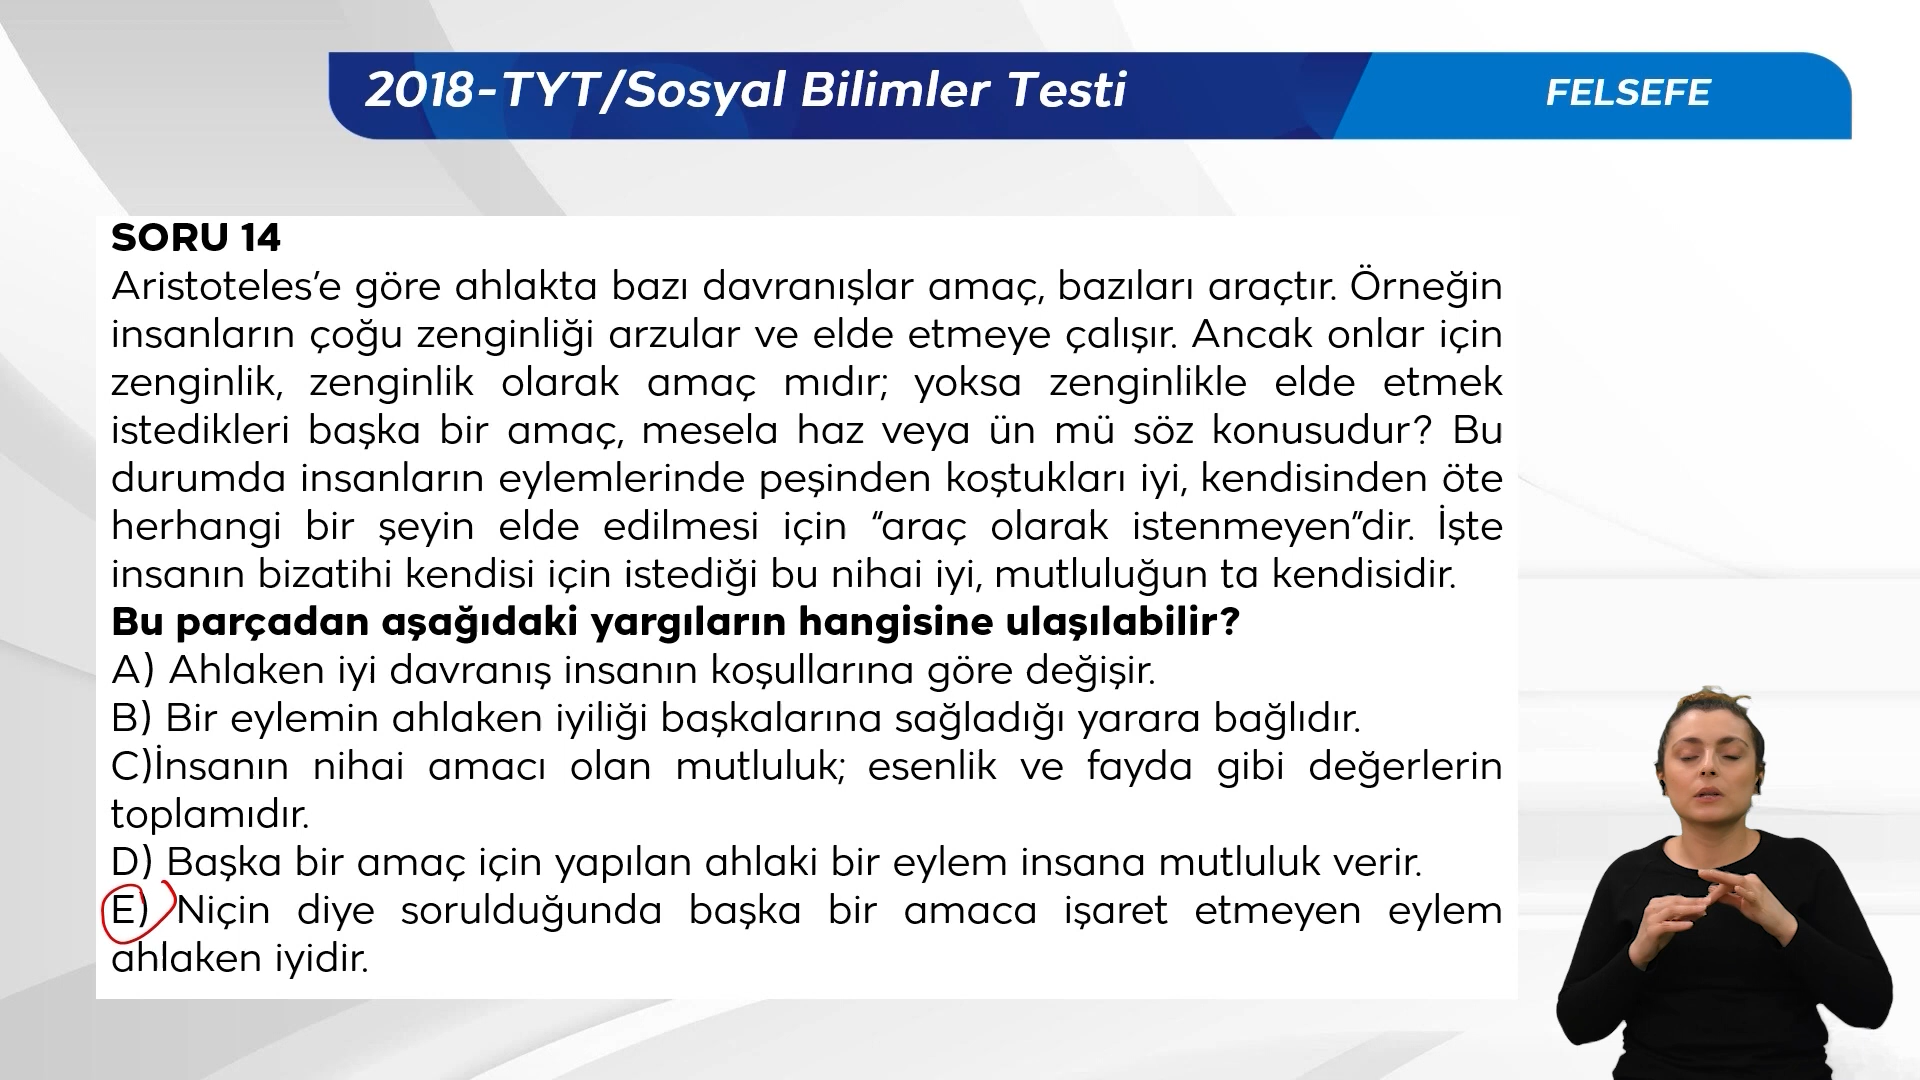 2018-TYT/Sosyal Bilimler Testi
FELSEFE
SORU 14
Aristoteles’e göre ahlakta bazı davranışlar amaç, bazıları araçtır. Örneğin
insanların çoğu zenginliği arzular ve elde etmeye çalışır. Ancak onlar için
zenginlik, zenginlik olarak amaç mıdır; yoksa zenginlikle elde etmek
istedikleri başka bir amaç, mesela haz veya ün mü söz konusudur? Bu
durumda insanların eylemlerinde peşinden koştukları iyi, kendisinden öte
herhangi bir şeyin elde edilmesi için “araç olarak istenmeyen”dir. İşte
insanın bizatihi kendisi için istediği bu nihai iyi, mutluluğun ta kendisidir.
Bu parçadan aşağıdaki yargıların hangisine ulaşılabilir?
A) Ahlaken iyi davranış insanın koşullarına göre değişir.
B) Bir eylemin ahlaken iyiliği başkalarına sağladığı yarara bağlıdır.
C)İnsanın nihai amacı olan mutluluk; esenlik ve fayda gibi değerlerin
toplamıdır.
D) Başka bir amaç için yapılan ahlaki bir eylem insana mutluluk verir.
E) Niçin diye sorulduğunda başka bir amaca işaret etmeyen eylem
ahlaken iyidir.